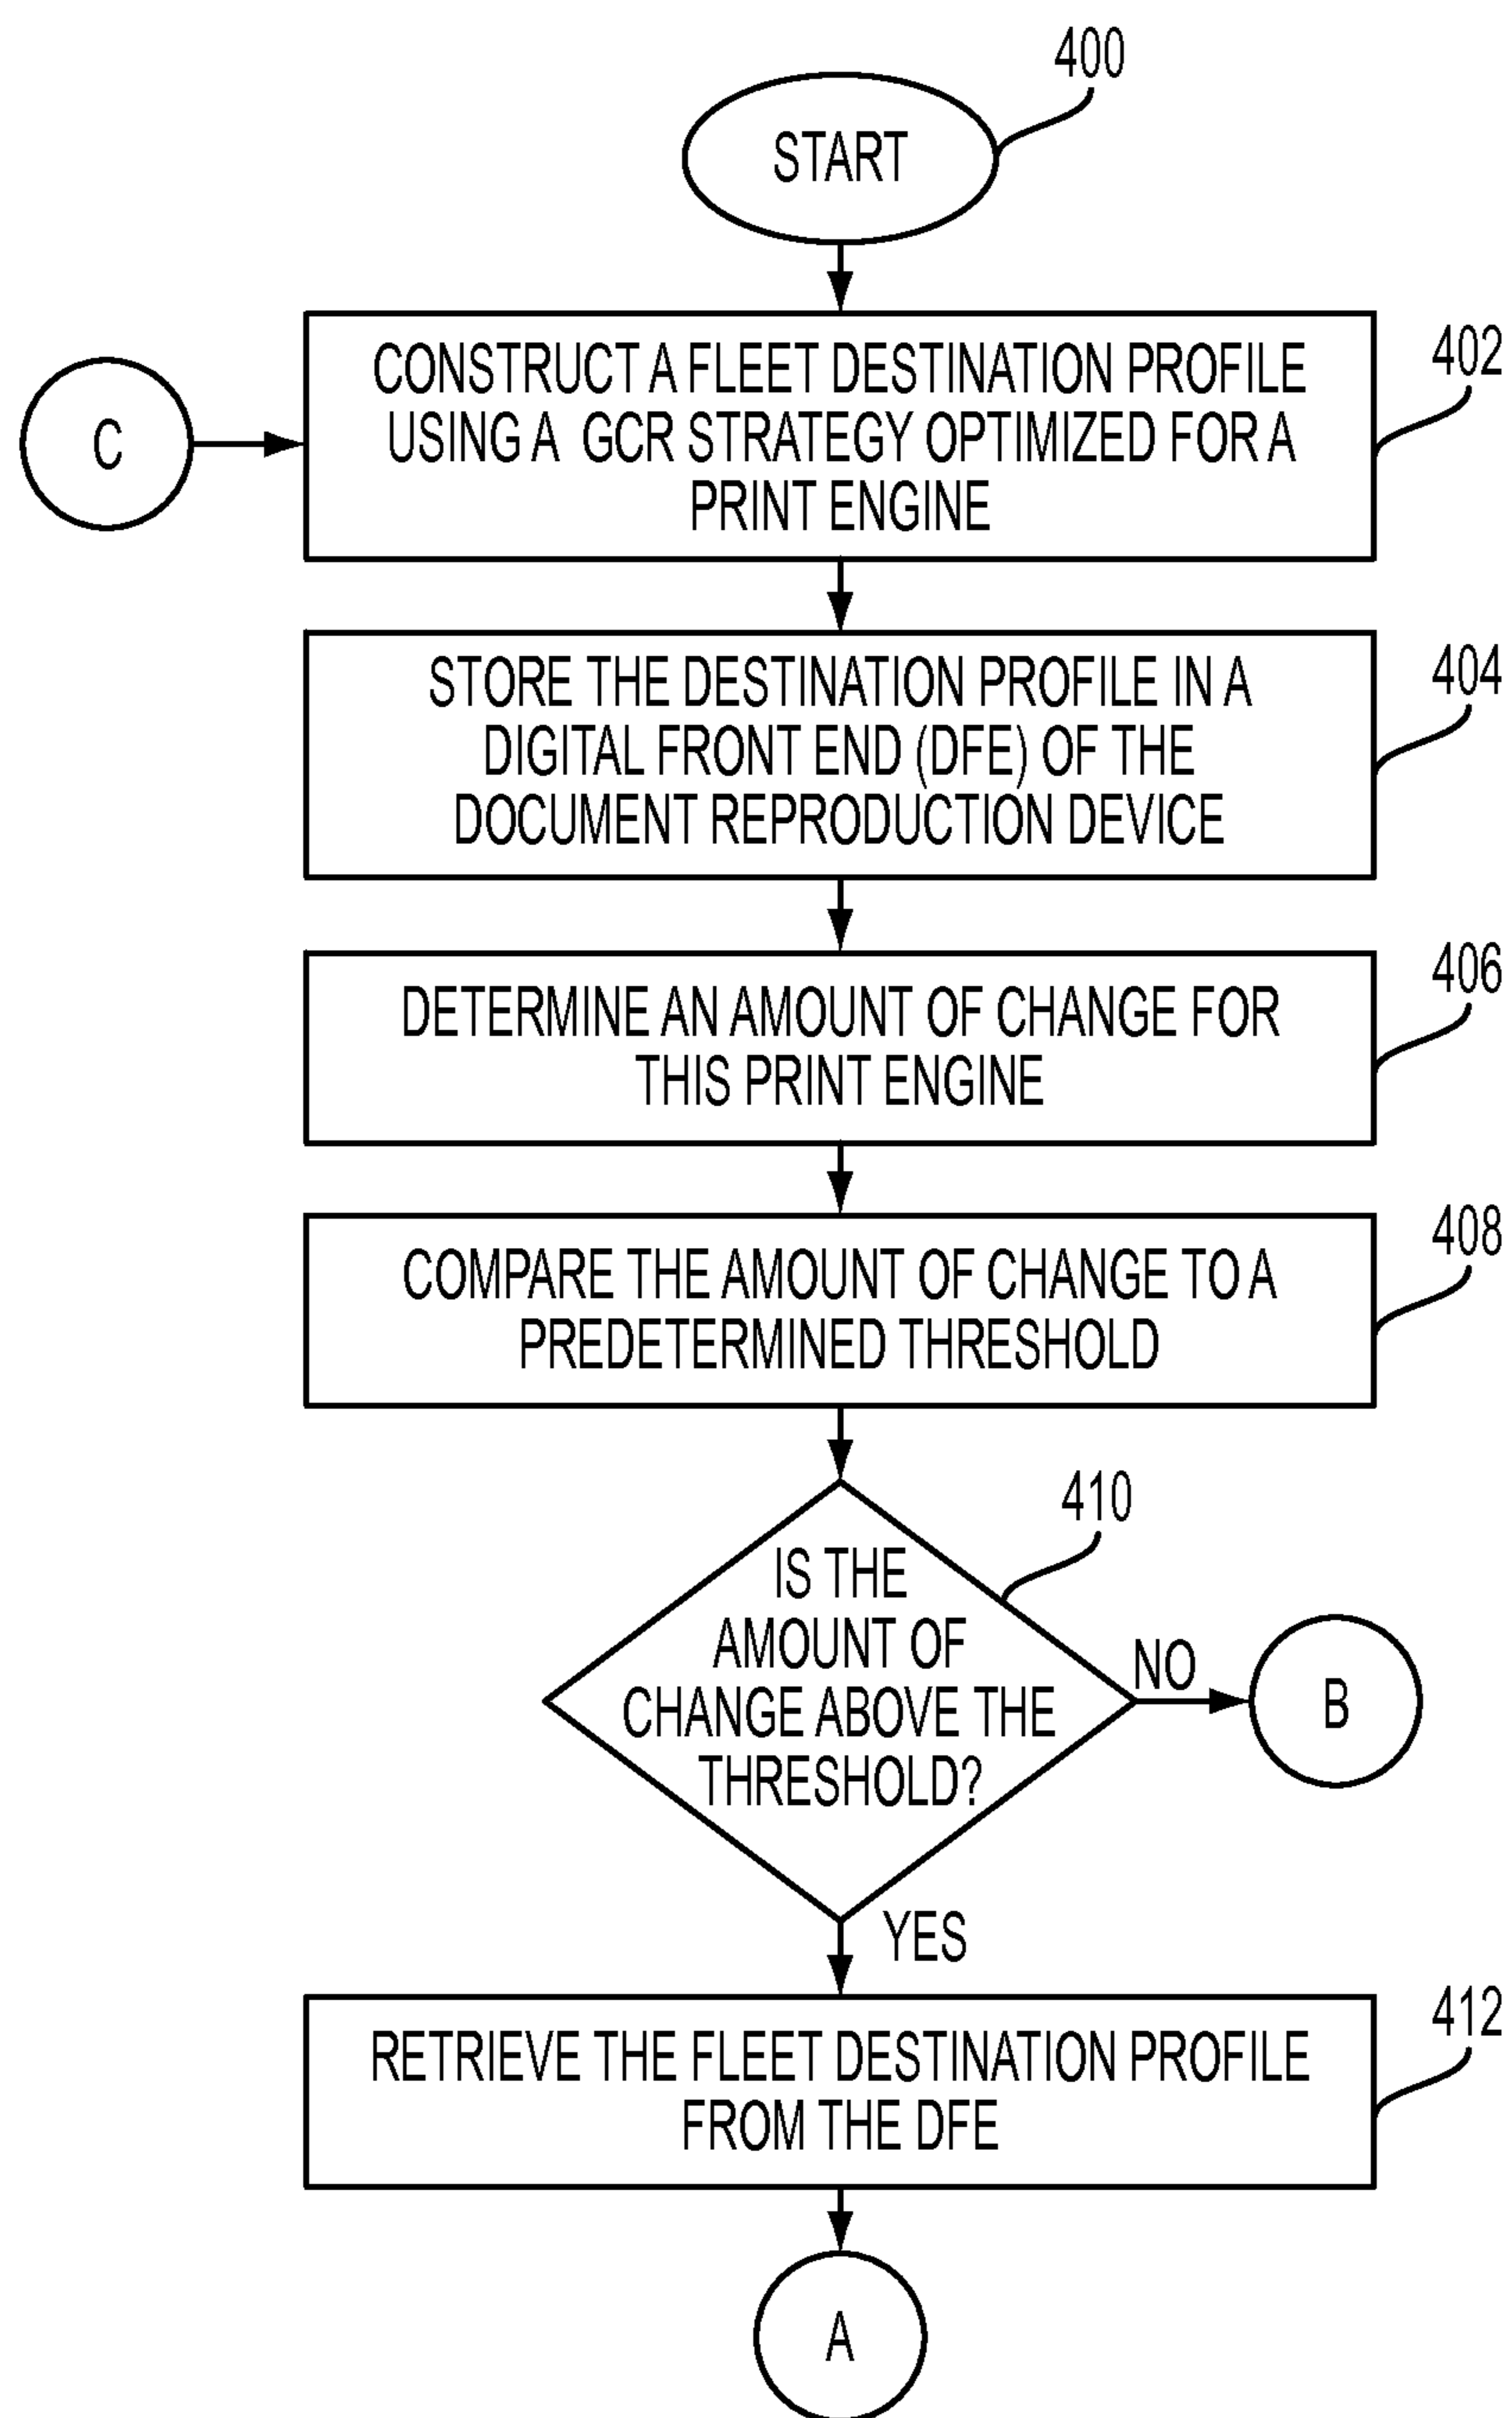 400
START
C
CONSTRUCT A FLEET DESTINATION PROFILE
USING A GCR STRATEGY OPTIMIZED FOR A
PRINT ENGINE
402
STORE THE DESTINATION PROFILE IN A
DIGITAL FRONT END (DFE) OF THE
DOCUMENT REPRODUCTION DEVICE
404
DETERMINE AN AMOUNT OF CHANGE FOR
THIS PRINT ENGINE
406
COMPARE THE AMOUNT OF CHANGE TO A
PREDETERMINED THRESHOLD
408
410
IS THE
AMOUNT OF
CHANGE ABOVE THE
THRESHOLD?
NO
B
YES
RETRIEVE THE FLEET DESTINATION PROFILE
FROM THE DFE
412
A